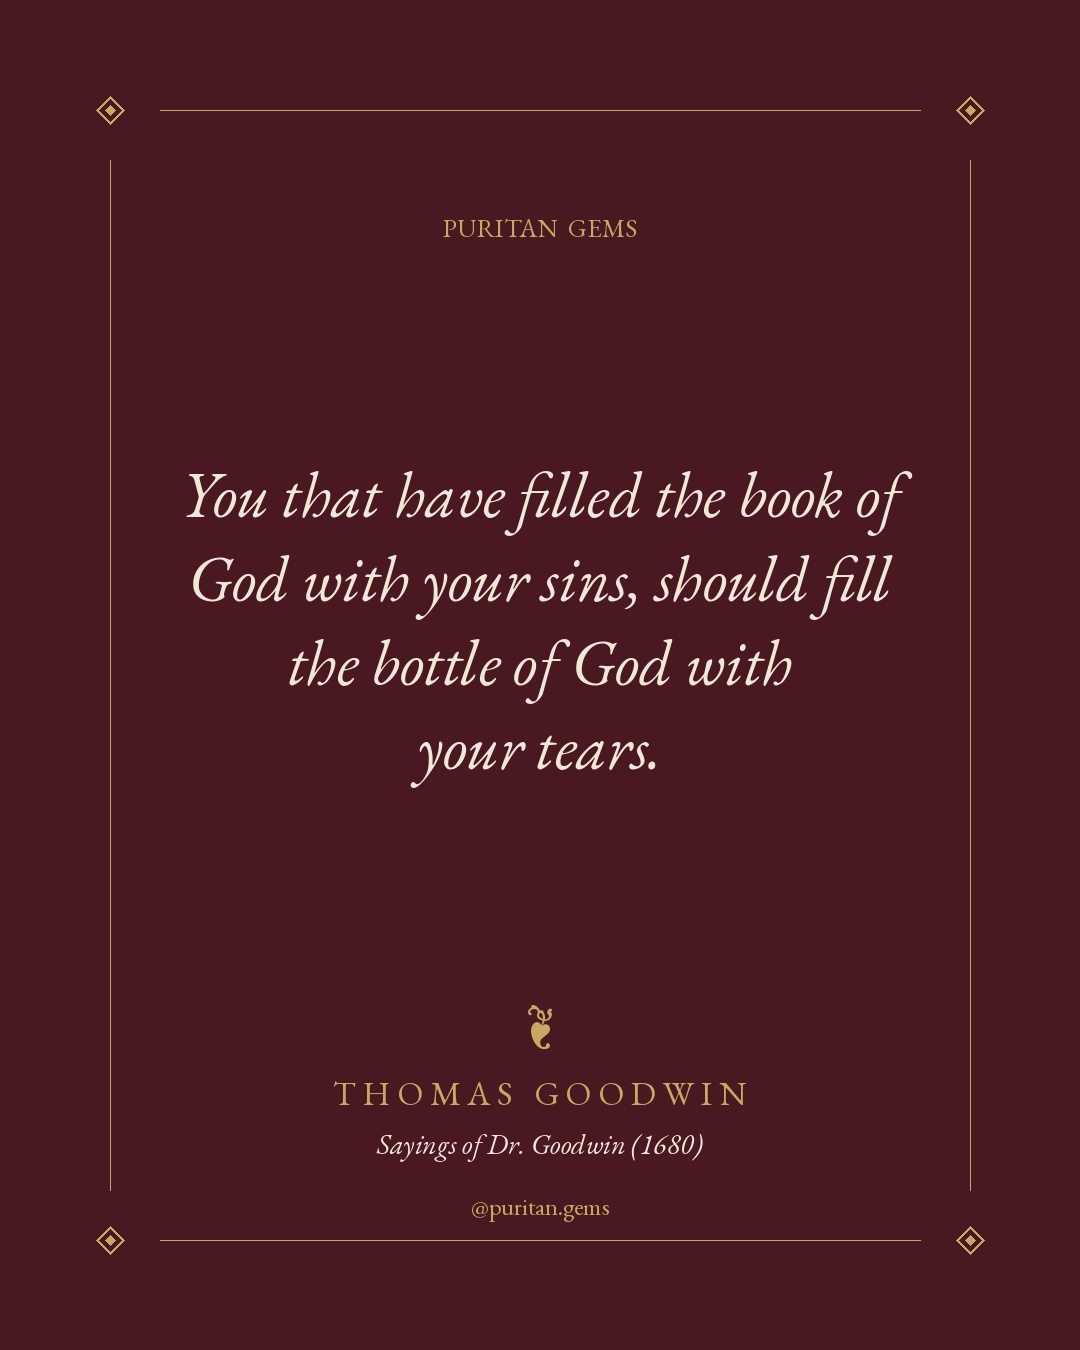 PURITAN GEMS
You that have filled the book of
God with your sins, should fill
the bottle of God with
your tears.
THOMAS GOODWIN
Sayings of Dr. Goodwin (1680)
@puritan.gems